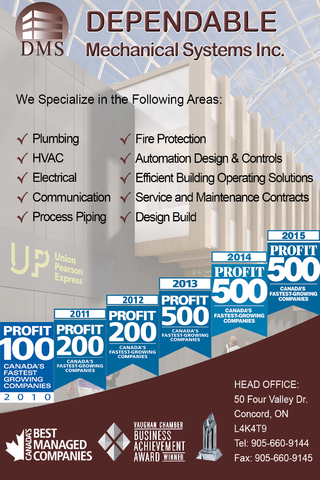 DMS
DEPENDABLE
Mechanical Systems Inc.
We Specialize in the Following Areas:
Plumbing
HVAC
Electrical
Communication
Process Piping
Fire Protection
Automation Design & Controls
Efficient Building Operating Solutions
Service and Maintenance Contracts
Design Build
UP Union
Pearson
Express
PROFIT
100
CANADA'S
FASTEST
GROWING
COMPANIES
2010
2011
PROFIT
200
CANADA'S
FASTEST-GROWING
COMPANIES
2012
PROFIT
200
CANADA'S
FASTEST-GROWING
COMPANIES
2013
PROFIT
500
CANADA'S
FASTEST-GROWING
COMPANIES
2014
PROFIT
500
CANADA'S
FASTEST-GROWING
COMPANIES
2015
PROFIT
500
CANADA'S
FASTEST-GROWING
COMPANIES
CANADA'S
BEST
MANAGED
COMPANIES
VAUGHAN CHAMBER
BUSINESS
ACHIEVEMENT
AWARD WINNER
HEAD OFFICE:
50 Four Valley Dr.
Concord, ON
L4K4T9
Tel: 905-660-9144
Fax: 905-660-9145